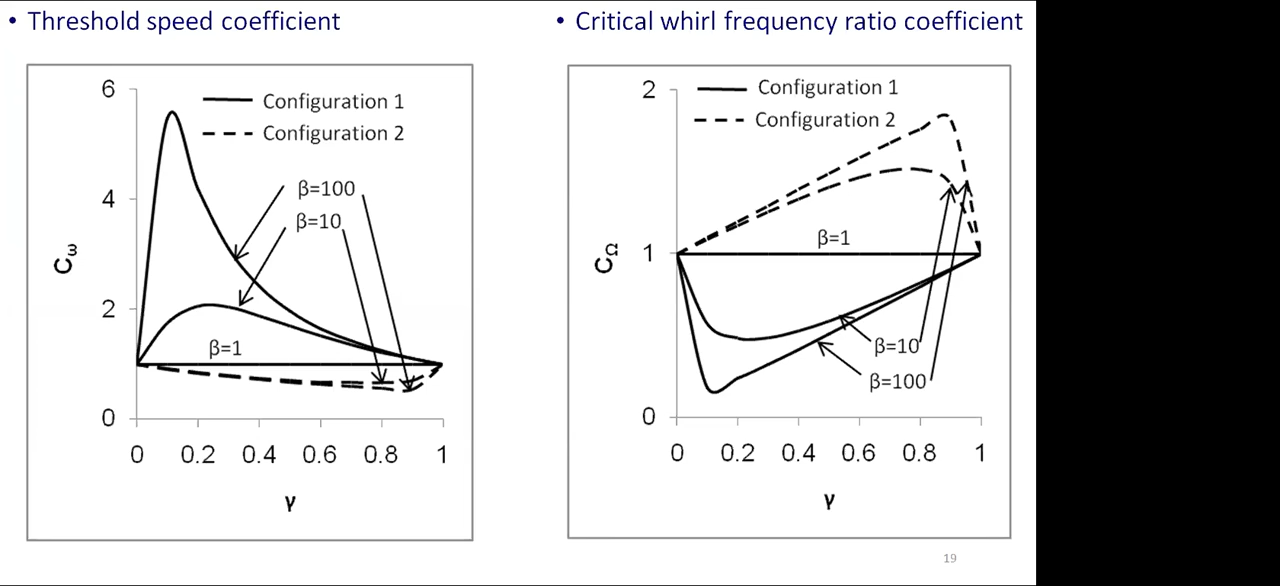 • Threshold speed coefficient
6
Configuration 1
Configuration 2
4
β=100
β=10
Cω
2
β=1
0
0 0.2 0.4 0.6 0.8 1
γ
• Critical whirl frequency ratio coefficient
2
Configuration 1
Configuration 2
β=1
1
CΩ
β=10
β=100
0
0 0.2 0.4 0.6 0.8 1
γ
19